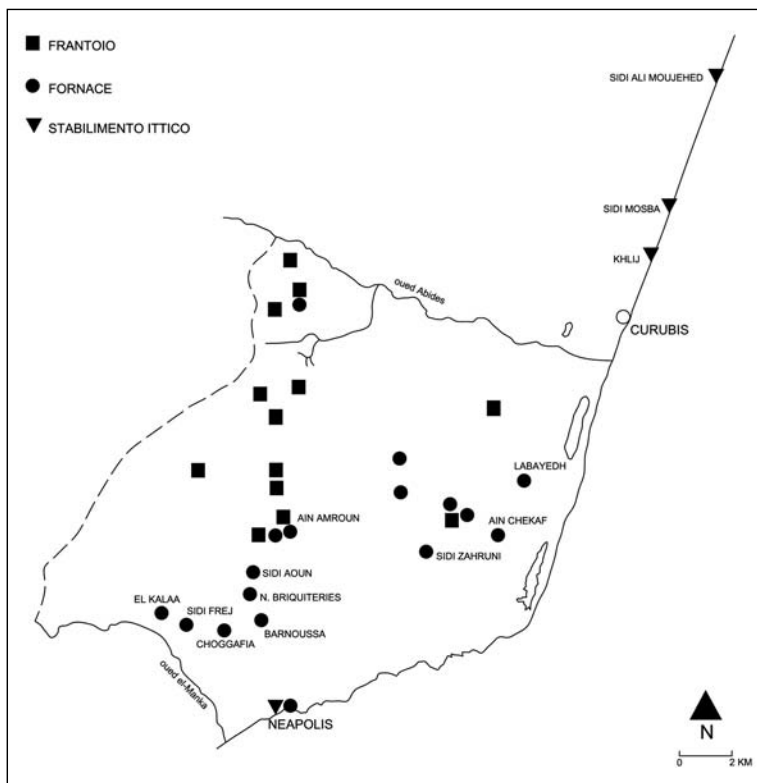 FRANTOIO
FORNACE
STABILIMENTO ITTICO
SIDI ALI MOUJEHED
SIDI MOSBA
KHLIJ
oued Abides
CURUBIS
LABAYEDH
AIN AMROUN
AIN CHEKAF
SIDI ZAHRUNI
SIDI AOUN
EL KALAA
N. BRIQUITERIES
SIDI FREJ
BARNOUSSA
CHOGGAFIA
oued el-Manka
NEAPOLIS
N
0 2 KM